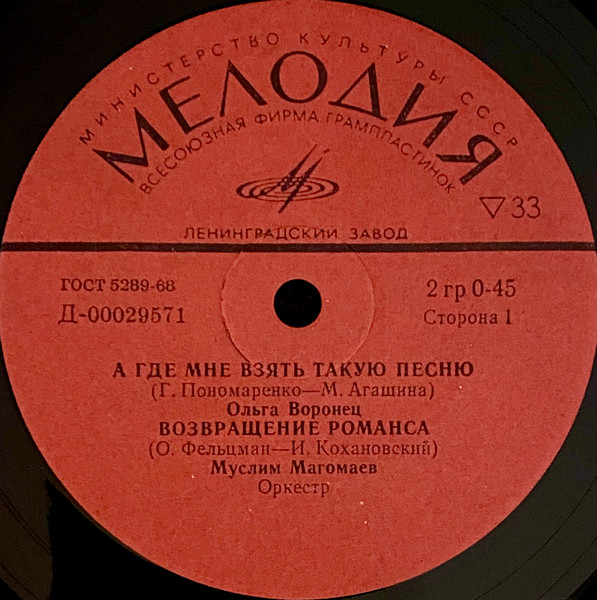 МИНИСТЕРСТВО КУЛЬТУРЫ СССР
МЕЛОДИЯ
ВСЕСОЮЗНАЯ ФИРМА ГРАМПЛАСТИНОК
33
ЛЕНИНГРАДСКИЙ ЗАВОД
ГОСТ 5289-68
2 гр 0-45
Д-00029571
Сторона 1
А ГДЕ МНЕ ВЗЯТЬ ТАКУЮ ПЕСНЮ
(Г. Пономаренко—М. Агашина)
Ольга Воронец
ВОЗВРАЩЕНИЕ РОМАНСА
(О. Фельцман—И. Кохановский)
Муслим Магомаев
Оркестр